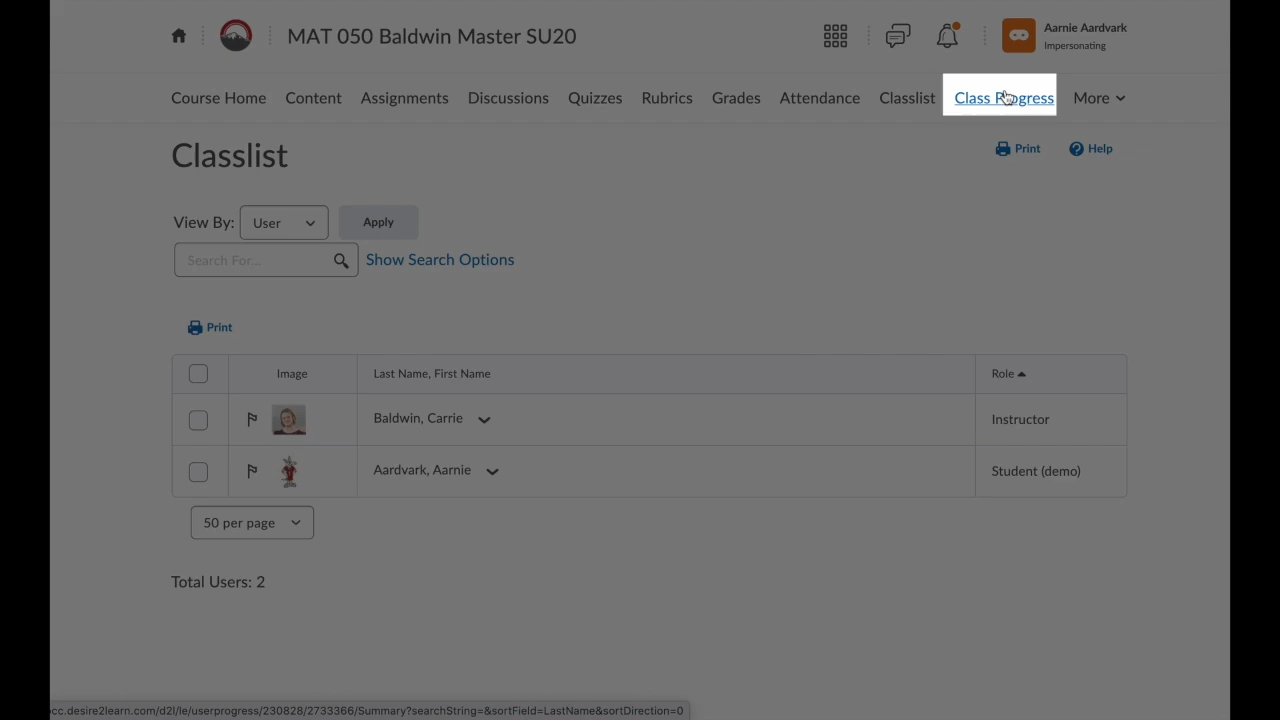 MAT 050 Baldwin Master SU20
Aarnie Aardvark
Impersonating
Course Home Content Assignments Discussions Quizzes Rubrics Grades Attendance Classlist Class Progress More
Classlist
Print Help
View By: User Apply
Search For... Show Search Options
Print
Image Last Name, First Name Role
Baldwin, Carrie Instructor
Aardvark, Aarnie Student (demo)
50 per page
Total Users: 2
cc.desire2learn.com/d2l/le/userprogress/230828/2733366/Summary?searchString=&sortField=LastName&sortDirection=0